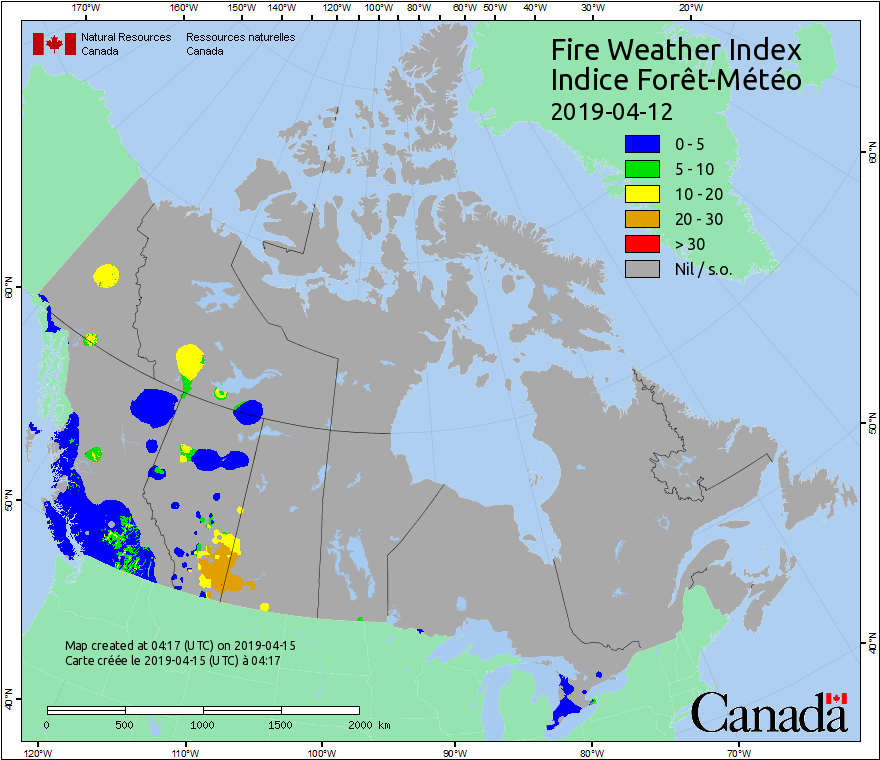 170°W 160°W 150°W 140°W 130°W 120°W 110°W 100°W 90°W 80°W 60°W 50°W 40°W 30°W 20°W
Natural Resources Canada
Ressources naturelles Canada
Fire Weather Index
Indice Forêt-Météo
2019-04-12
0 - 5
5 - 10
10 - 20
20 - 30
> 30
Nil / s.o.
60°N
60°N
50°N
50°N
40°N
40°N
Map created at 04:17 (UTC) on 2019-04-15
Carte créée le 2019-04-15 (UTC) à 04:17
0 500 1000 1500 2000 km
Canada
120°W 110°W 100°W 90°W 80°W 70°W